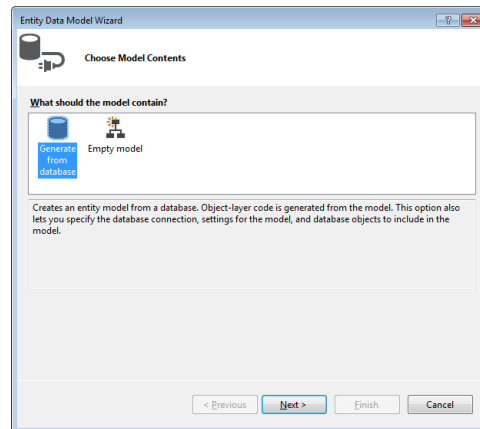 Entity Data Model Wizard
Choose Model Contents
What should the model contain?
Generate
from
database
Empty model
Creates an entity model from a database. Object-layer code is generated from the model. This option also
lets you specify the database connection, settings for the model, and database objects to include in the
model.
< Previous
Next >
Finish
Cancel